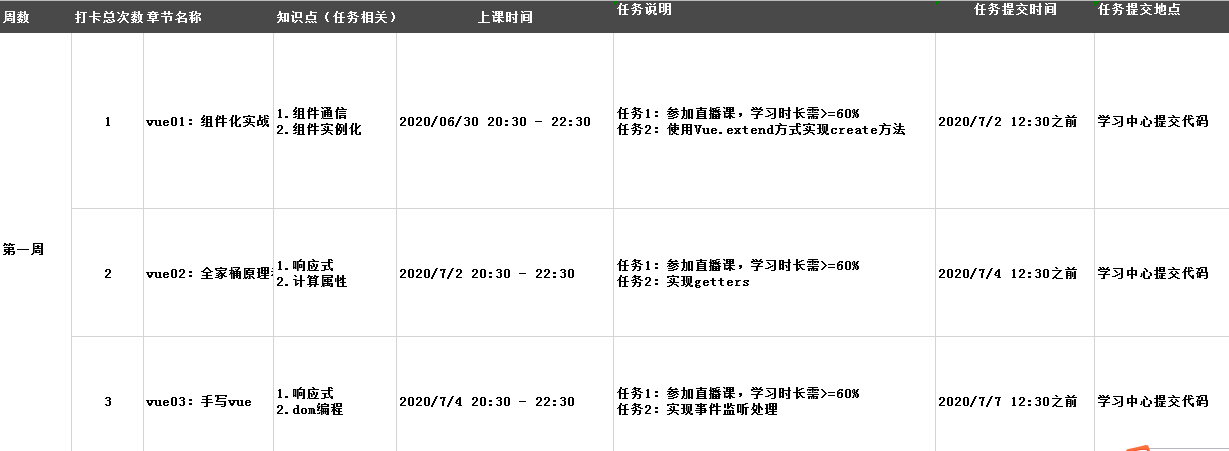 周数 打卡总次数 章节名称 知识点（任务相关） 上课时间 任务说明 任务提交时间 任务提交地点
第一周
1 vue01：组件化实战 1.组件通信
2.组件实例化
2020/06/30 20:30 - 22:30
任务1：参加直播课，学习时长需>=60%
任务2：使用Vue.extend方式实现create方法
2020/7/2 12:30之前 学习中心提交代码
2 vue02：全家桶原理 1.响应式
2.计算属性
2020/7/2 20:30 - 22:30
任务1：参加直播课，学习时长需>=60%
任务2：实现getters
2020/7/4 12:30之前 学习中心提交代码
3 vue03：手写vue 1.响应式
2.dom编程
2020/7/4 20:30 - 22:30
任务1：参加直播课，学习时长需>=60%
任务2：实现事件监听处理
2020/7/7 12:30之前 学习中心提交代码